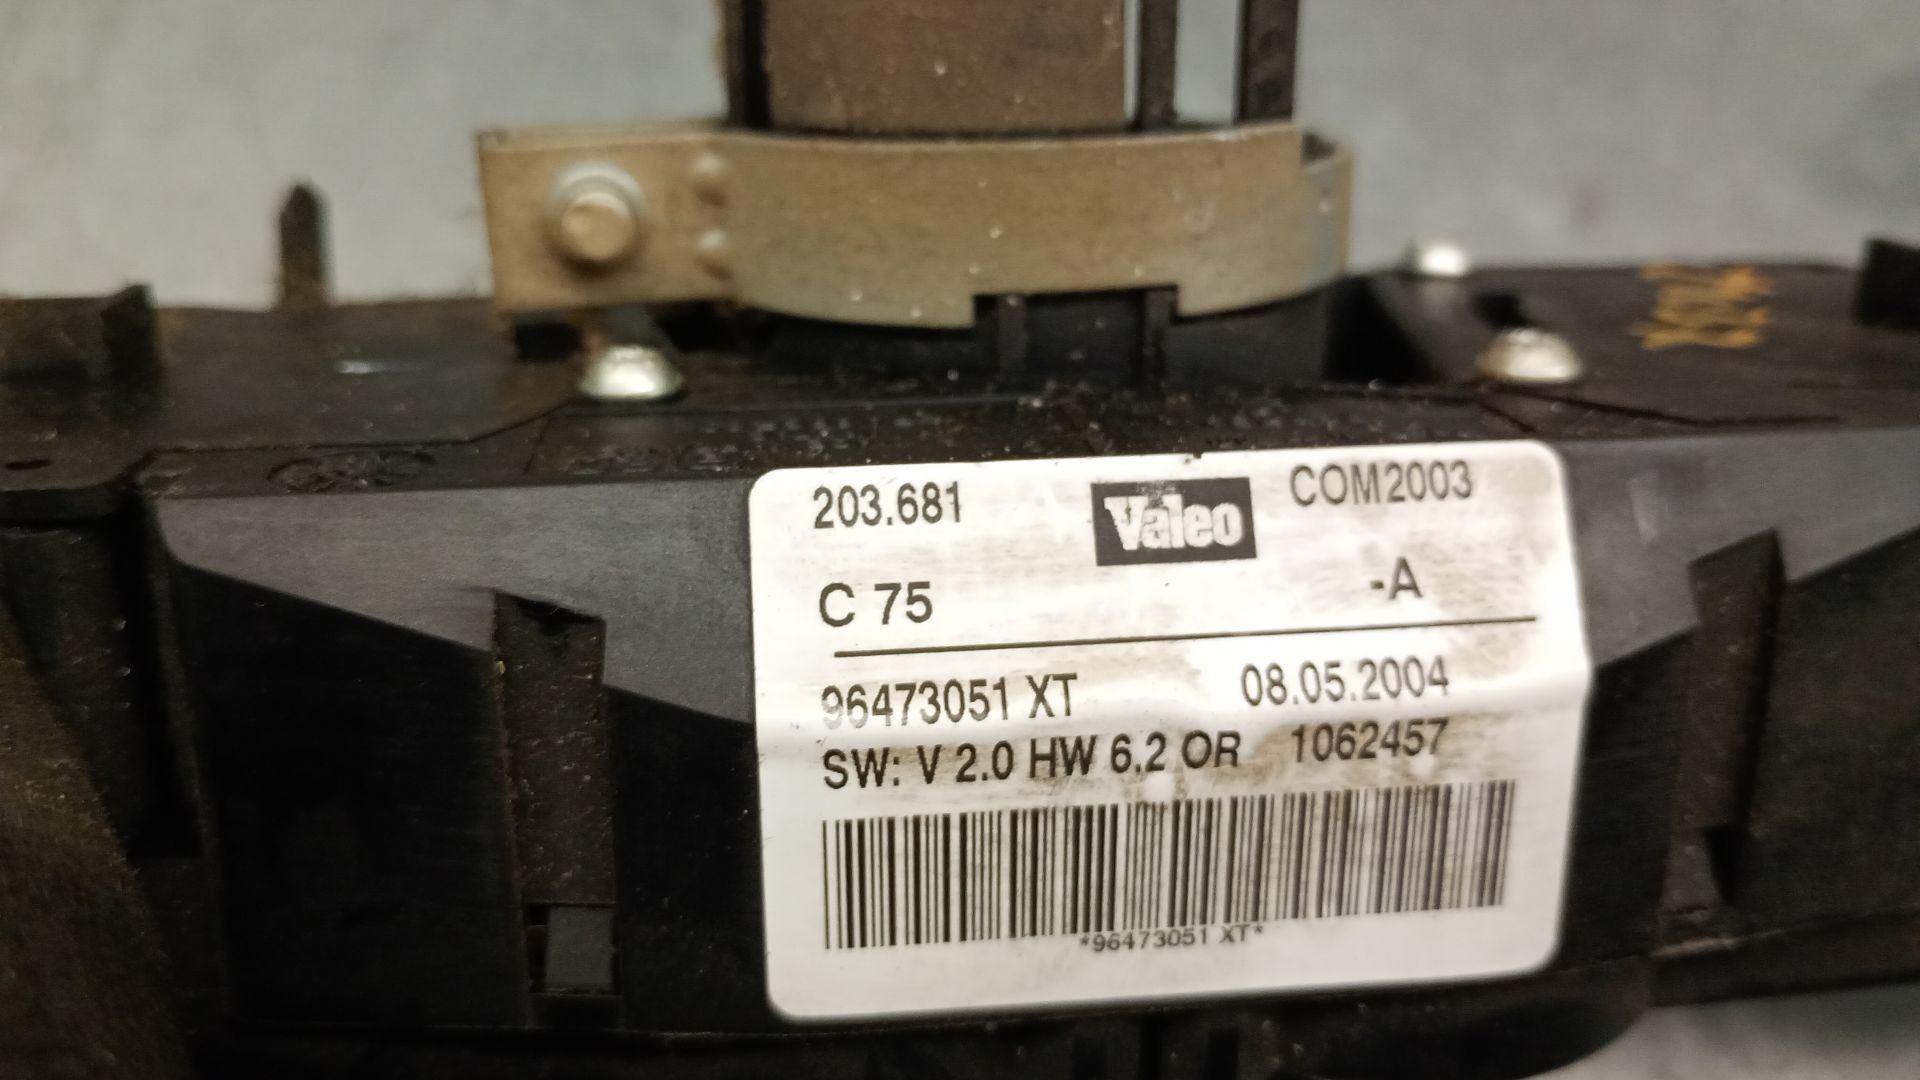 203.681 Valeo COM2003
C 75 -A
96473051 XT 08.05.2004
SW: V 2.0 HW 6.2 OR 1062457
*96473051 XT*